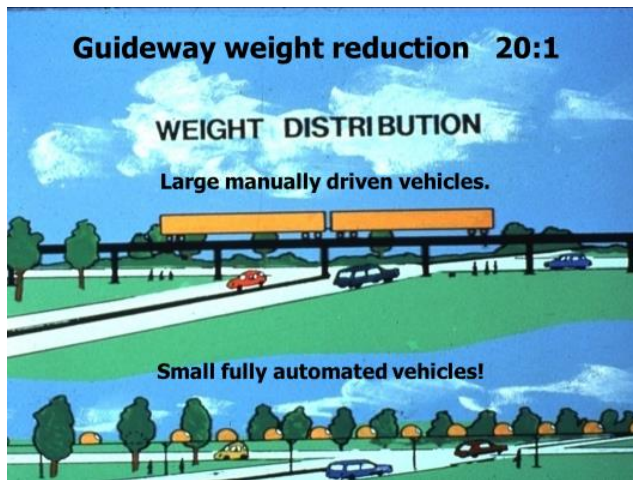 Guideway weight reduction 20:1
WEIGHT DISTRIBUTION
Large manually driven vehicles.
Small fully automated vehicles!